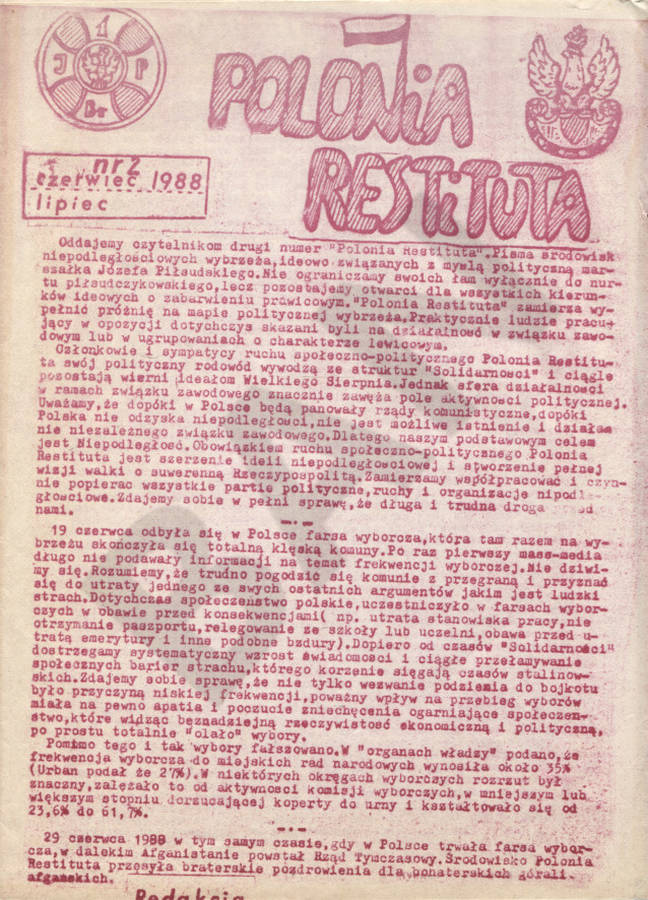 1
J P
Br
POLONiA
RESTiTUTA
nr 2
czerwiec 1988
lipiec
Oddajemy czytelnikom drugi numer "Polonia Restituta".Pisma środowisk
niepodległościowych wybrzeża,ideowo związanych z myślą polityczną mar-
szałka Józefa Piłsudskiego.Nie ograniczamy swoich łam wyłącznie do nur-
tu piłsudczykowskiego,lecz pozostajemy otwarci dla wszystkich kierun-
ków ideowych o zabarwieniu prawicowym."Polonia Restituta" zamierza wy-
pełnić próżnię na mapie politycznej wybrzeża.Praktycznie ludzie pracu-
jący w opozycji dotychczys skazani byli na działalność w związku zawo-
dowym lub w ugrupowaniach o charakterze lewicowym.
Członkowie i sympatycy ruchu społeczno-politycznego Polonia Restitu-
ta swój polityczny rodowód wywodzą ze struktur "Solidarności" i ciągle
pozostają wierni ideałom Wielkiego Sierpnia.Jednak sfera działalności
w ramach związku zawodowego znacznie zawęża pole aktywności politycznej.
Uważamy,że dopóki w Polsce będą panowały rządy komunistyczne,dopóki
Polska nie odzyska niepodległości,nie jest możliwe istnienie i działa
nie niezależnego związku zawodowego.Dlatego naszym podstawowym celem
jest Niepodległość.Obowiązkiem ruchu społeczno-politycznego Polonia
Restituta jest szerzenie ideii niepodległościowej i stworzenie pełnej
wizji walki o suwerenną Rzeczypospolitą.Zamierzamy współpracować i czyn-
nie popierac wszystkie partie polityczne,ruchy i organizacje nipodle-
głościowe.Zdajemy sobie w pełni sprawę,że długa i trudna droga przed
nami.
-.-
19 czerwca odbyła się w Polsce farsa wyborcza,która tam razem na wy-
brzeżu skończyła się totalną klęską komuny.Po raz pierwszy mass-media
długo nie podawały informacji na temat frekwencji wyborczej.Nie dziwi-
my się.Rozumiemy,że trudno pogodzić się komunie z przegraną i przyznać
się do utraty jednego ze swych ostatnich argumentów jakim jest ludzki
strach.Dotychczas społeczeństwo polskie,uczestniczyło w farsach wybor-
czych w obawie przed konsekwencjami( np. utrata stanowiska pracy,nie
otrzymanie paszportu,relegowanie ze szkoły lub uczelni,obawa przed u-
tratą emerytury i inne podobne bzdury).Dopiero od czasów "Solidarności"
dostrzegamy systematyczny wzrost świadomości i ciągłe przełamywanie
społecznych barier strachu,którego korzenie sięgają czasów stalinow-
skich.Zdajemy sobie sprawę,że nie tylko wezwanie podziemia do bojkotu
było przyczyną niskiej frekwencji,poważny wpływ na przebieg wyborów
miała na pewno apatia i poczucie zniechęcenia ogarniające społeczen-
stwo,które widząc beznadziejną rzeczywistość ekonomiczną i polityczną,
po prostu totalnie "olało" wybory.
Pomimo tego i tak wybory fałszowano.W "organach władzy" podano,że
frekwencja wyborcza do miejskich rad narodowych wynosiła około 35%
(Urban podał że 27%).W niektórych okręgach wyborczych rozrzut był
znaczny,zależało to od aktywności komisji wyborczych,w mniejszym lub
większym stopniu dorzucającej koperty do urny i kształtowało się od
23,6% do 61,7%.
-.-
29 czerwca 1988 w tym samym czasie,gdy w Polsce trwała farsa wybor-
cza,w dalekim Afganistanie powstał Rząd Tymczasowy.Środowisko Polonia
Restituta przesyła braterskie pozdrowienia dla bohaterskich górali
afgańskich.
Redakcja